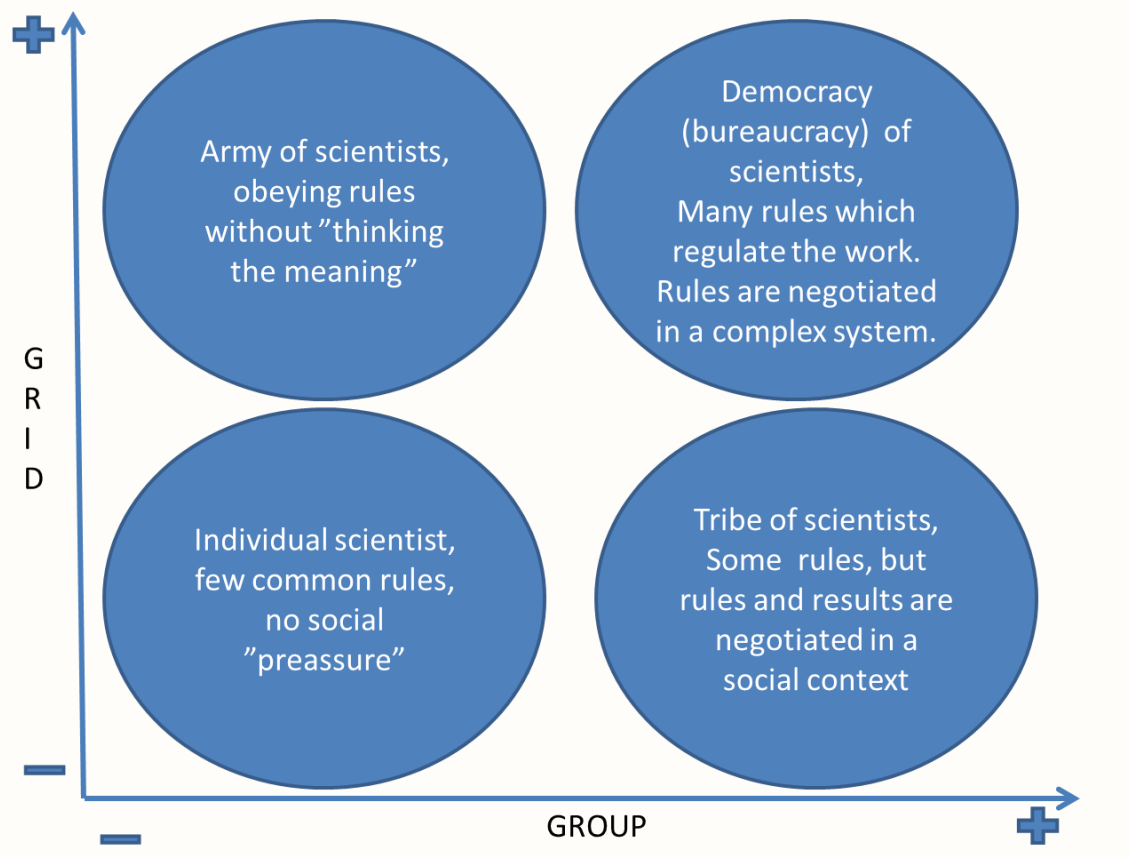 Army of scientists,
obeying rules
without ”thinking
the meaning”
Democracy
(bureaucracy) of
scientists,
Many rules which
regulate the work.
Rules are negotiated
in a complex system.
G
R
I
D
Individual scientist,
few common rules,
no social
”preassure”
Tribe of scientists,
Some rules, but
rules and results are
negotiated in a
social context
GROUP